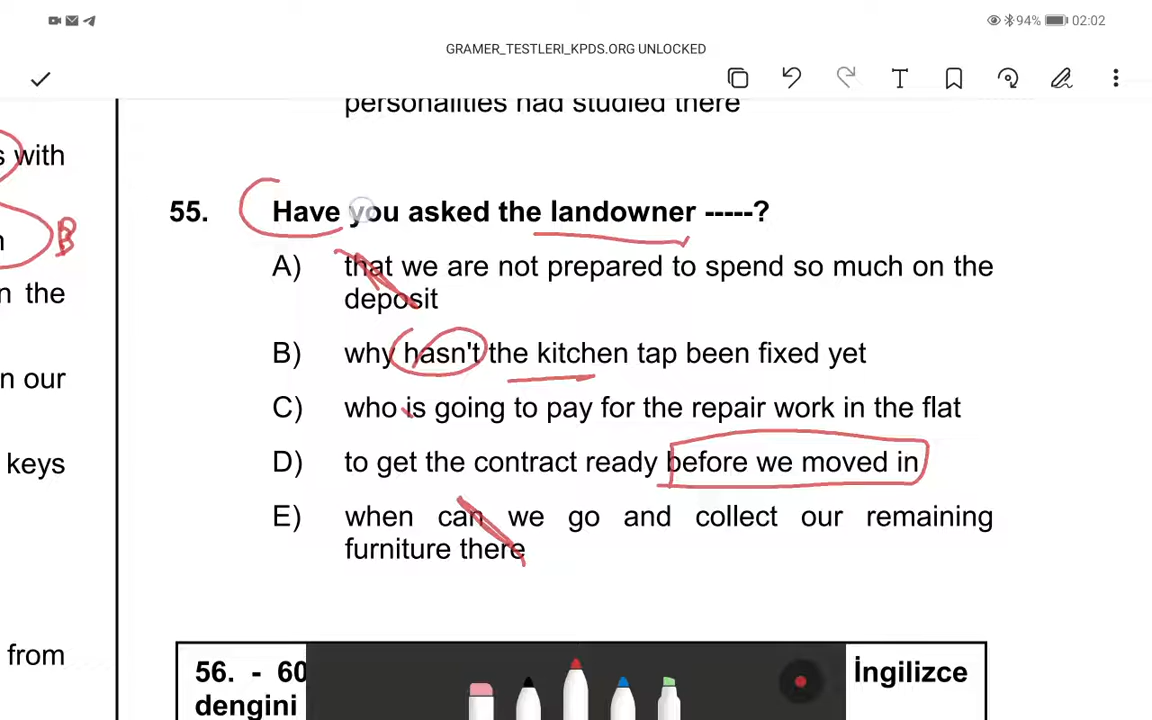 94% 02:02
GRAMER_TESTLERI_KPDS.ORG UNLOCKED
personalities had studied there
s with
55. Have you asked the landowner -----?
B
n
A) that we are not prepared to spend so much on the
deposit
n the
B) why hasn't the kitchen tap been fixed yet
n our
C) who is going to pay for the repair work in the flat
keys
D) to get the contract ready before we moved in
E) when can we go and collect our remaining
furniture there
from
56. - 60
İngilizce
dengini